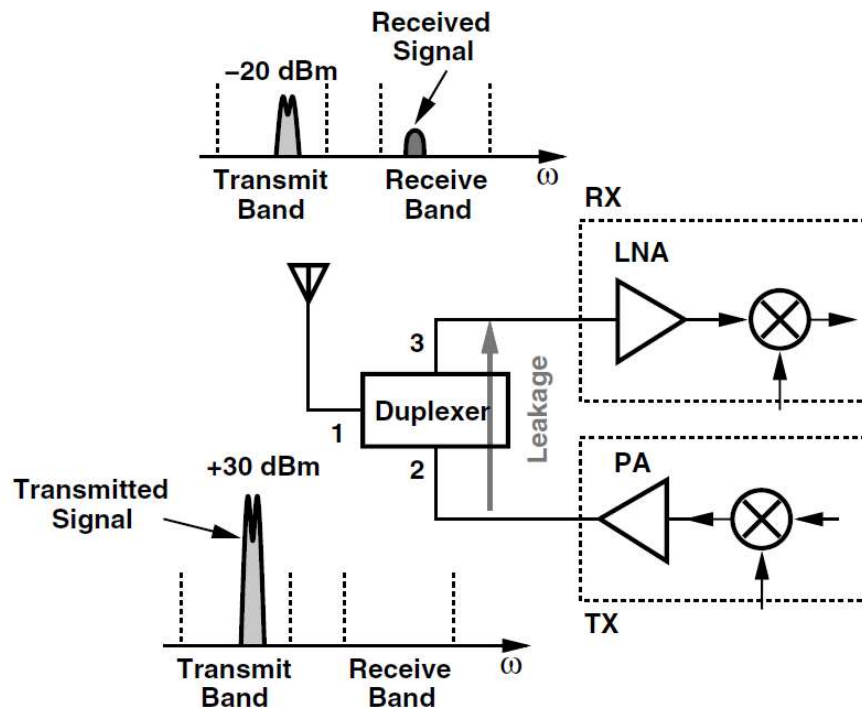 Received
Signal
−20 dBm
Transmit
Band
Receive
Band
ω
RX
LNA
3
Duplexer
1
2
Leakage
+30 dBm
Transmitted
Signal
PA
TX
Transmit
Band
Receive
Band
ω